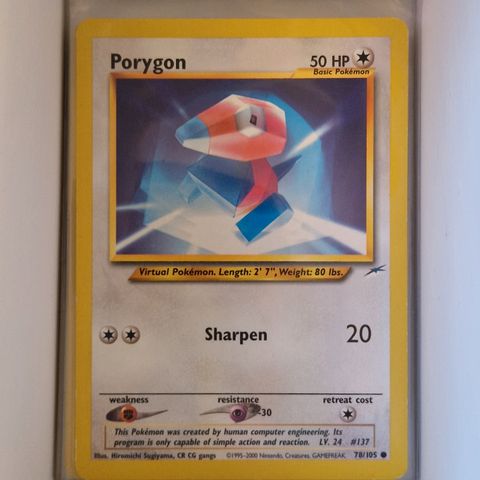 Porygon
50 HP
Basic Pokémon
Virtual Pokémon. Length: 2' 7", Weight: 80 lbs.
Sharpen 20
weakness resistance retreat cost
-30
This Pokémon was created by human computer engineering. Its
program is only capable of simple action and reaction. LV. 24 #137
Illus. Hiromichi Sugiyama, CR CG gangs ©1995-2000 Nintendo, Creatures, GAMEFREAK 78/105